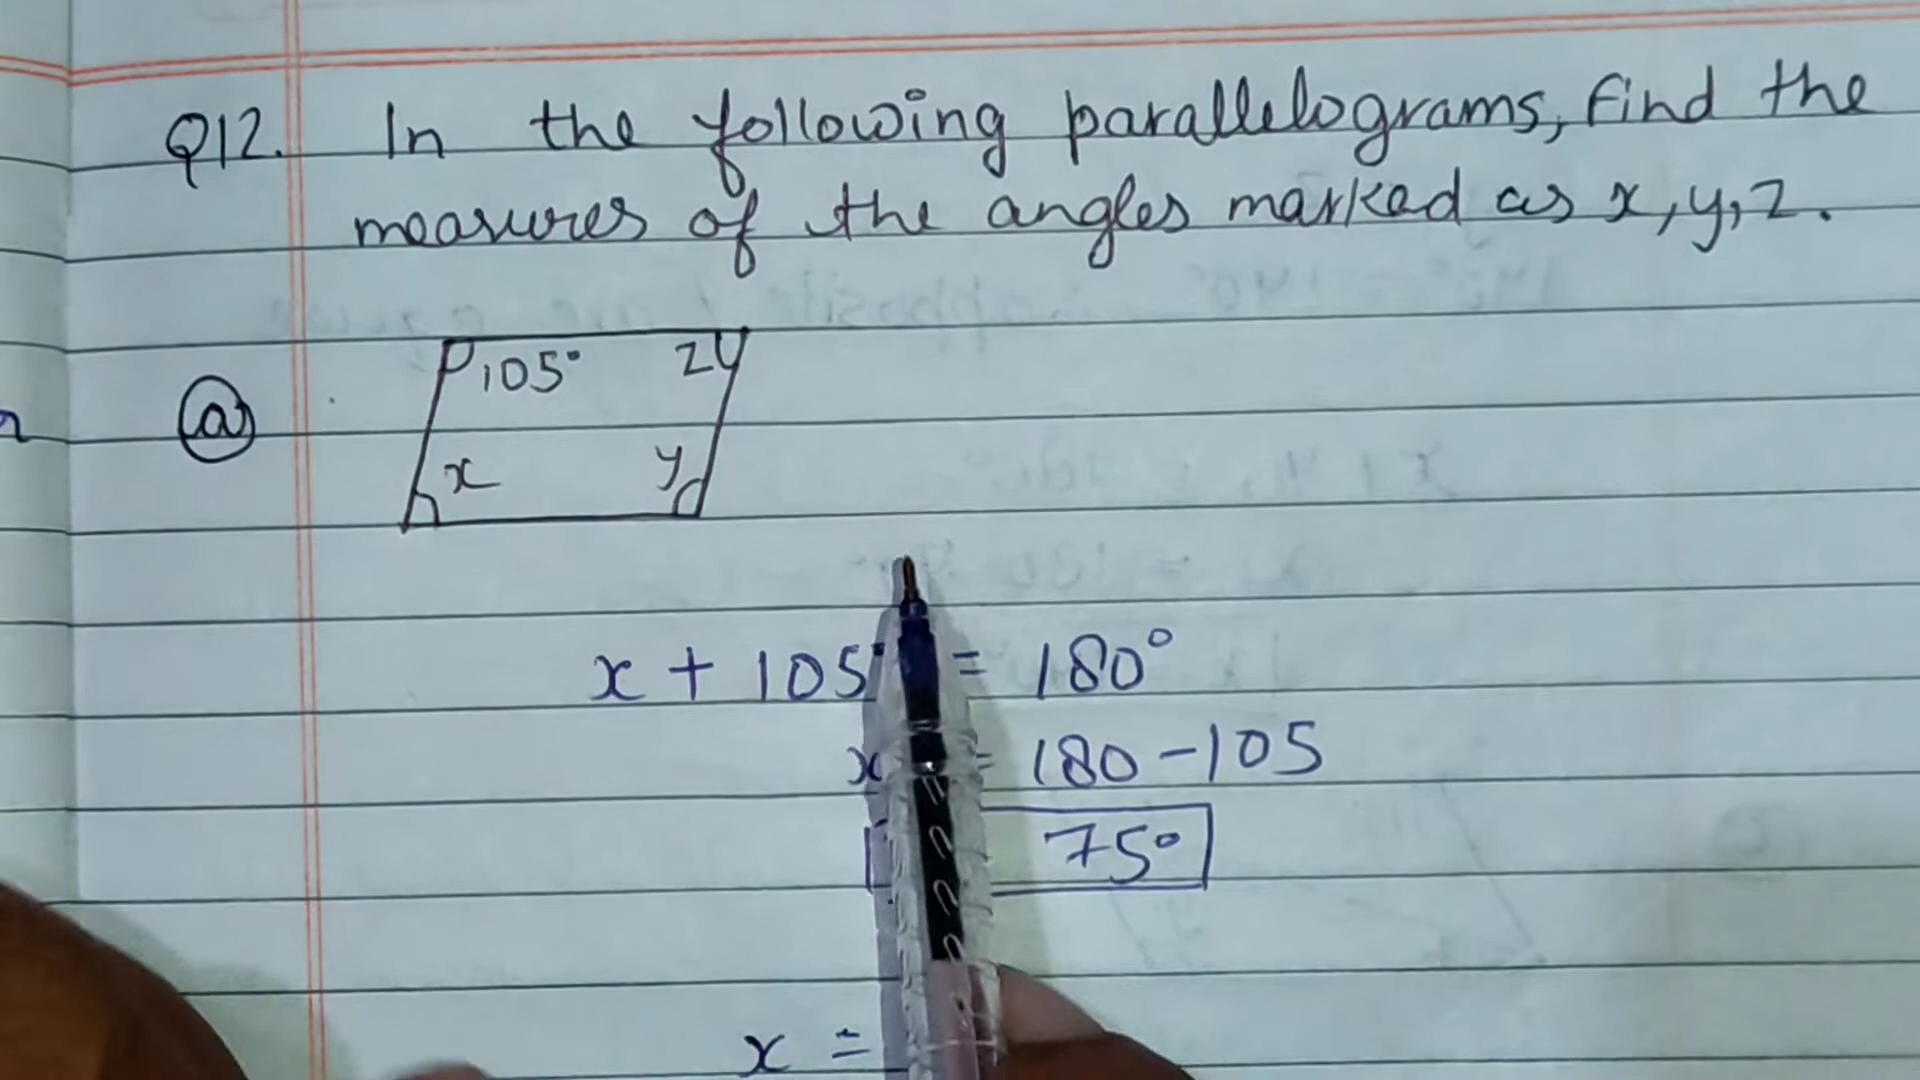 Q12. In the following parallelograms, find the
measures of the angles marked as x, y, z.
(a)
105° z
x y
x + 105° = 180°
x = 180 - 105
75°
x =